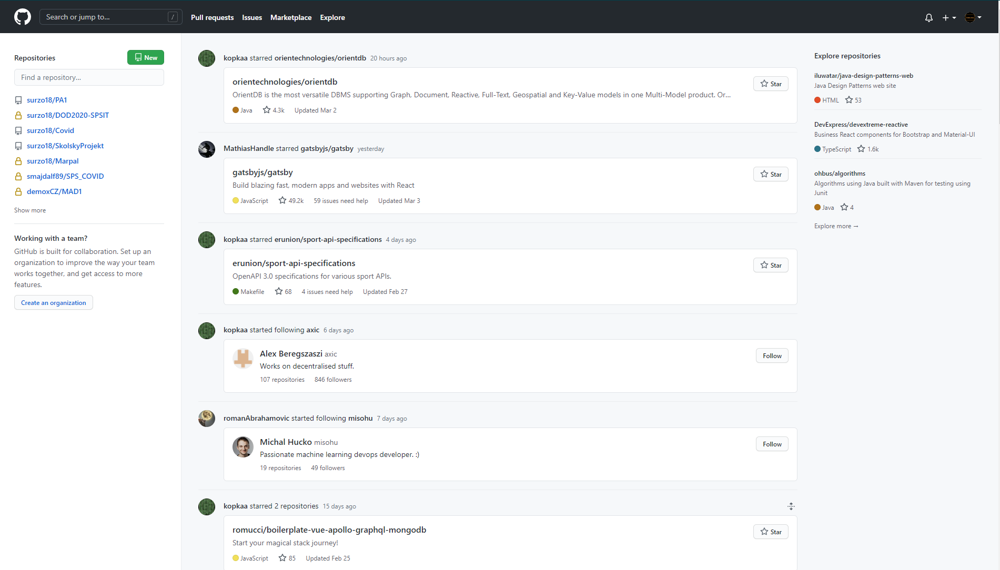 Search or jump to... /
Pull requests Issues Marketplace Explore
Repositories
New
Find a repository...
surzo18/PA1
surzo18/DOD2020-SPSIT
surzo18/Covid
surzo18/SkolskyProjekt
surzo18/Marpal
smajdalf89/SPS_COVID
demoxCZ/MAD1
Show more
Working with a team?
GitHub is built for collaboration. Set up an
organization to improve the way your team
works together, and get access to more
features.
Create an organization
kopkaa starred orientechnologies/orientdb 20 hours ago
orientechnologies/orientdb
Star
OrientDB is the most versatile DBMS supporting Graph, Document, Reactive, Full-Text, Geospatial and Key-Value models in one Multi-Model product. Or...
Java 4.3k Updated Mar 2
MathiasHandle starred gatsbyjs/gatsby yesterday
gatsbyjs/gatsby
Star
Build blazing fast, modern apps and websites with React
JavaScript 49.2k 59 issues need help Updated Mar 3
kopkaa starred erunion/sport-api-specifications 4 days ago
erunion/sport-api-specifications
Star
OpenAPI 3.0 specifications for various sport APIs.
Makefile 68 4 issues need help Updated Feb 27
kopkaa started following axic 6 days ago
Alex Beregszaszi axic
Follow
Works on decentralised stuff.
107 repositories 846 followers
romanAbrahamovic started following misohu 7 days ago
Michal Hucko misohu
Follow
Passionate machine learning devops developer. :)
19 repositories 49 followers
kopkaa starred 2 repositories 15 days ago
romucci/boilerplate-vue-apollo-graphql-mongodb
Star
Start your magical stack journey!
JavaScript 85 Updated Feb 25
Explore repositories
iluwatar/java-design-patterns-web
Java Design Patterns web site
HTML 53
DevExpress/devextreme-reactive
Business React components for Bootstrap and Material-UI
TypeScript 1.6k
ohbus/algorithms
Algorithms using Java built with Maven for testing using
Junit
Java 4
Explore more →